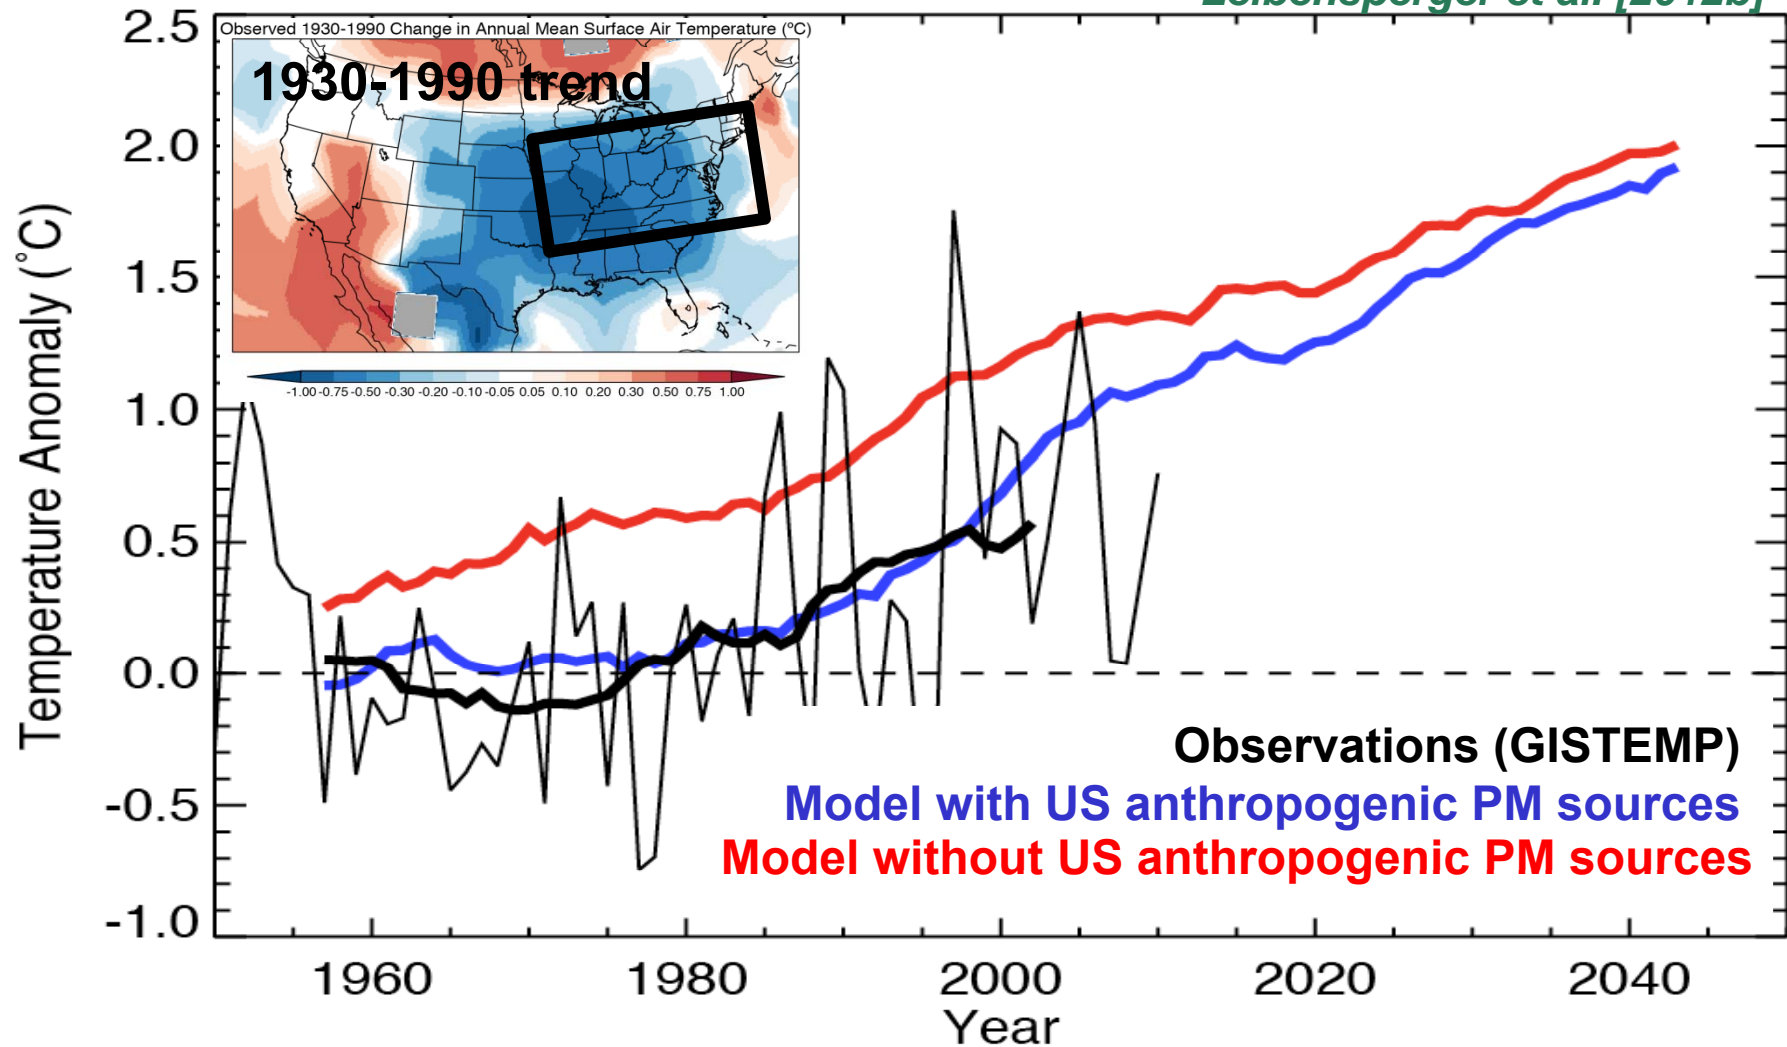 2.5
Observed 1930-1990 Change in Annual Mean Surface Air Temperature (°C)
1930-1990 trend
2.0
1.5
-1.00 -0.75 -0.50 -0.30 -0.20 -0.10 -0.05 0.05 0.10 0.20 0.30 0.50 0.75 1.00
1.0
0.5
0.0
-0.5
-1.0
Temperature Anomaly (°C)
Observations (GISTEMP)
Model with US anthropogenic PM sources
Model without US anthropogenic PM sources
1960 1980 2000 2020 2040
Year